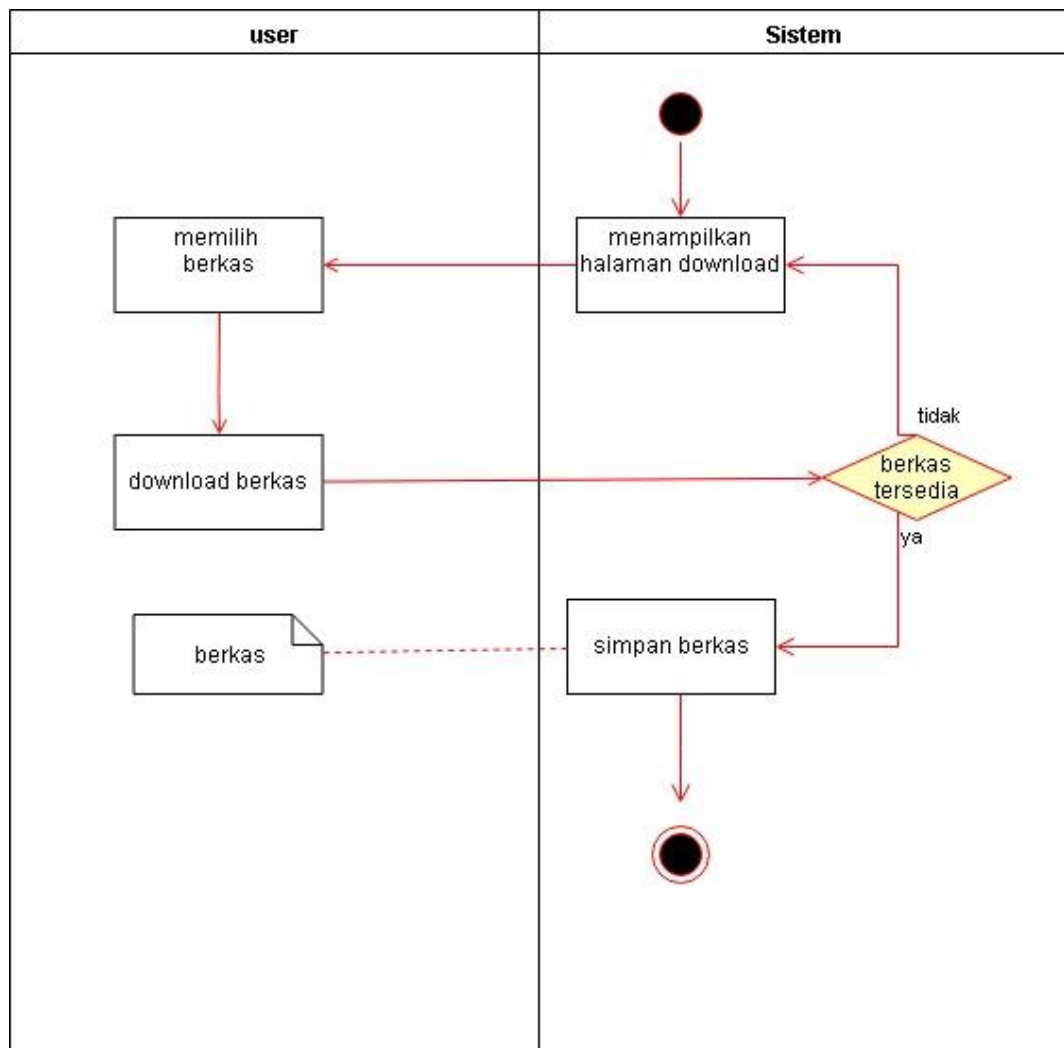 user
Sistem
memilih
berkas
menampilkan
halaman download
tidak
download berkas
berkas
tersedia
ya
berkas
simpan berkas